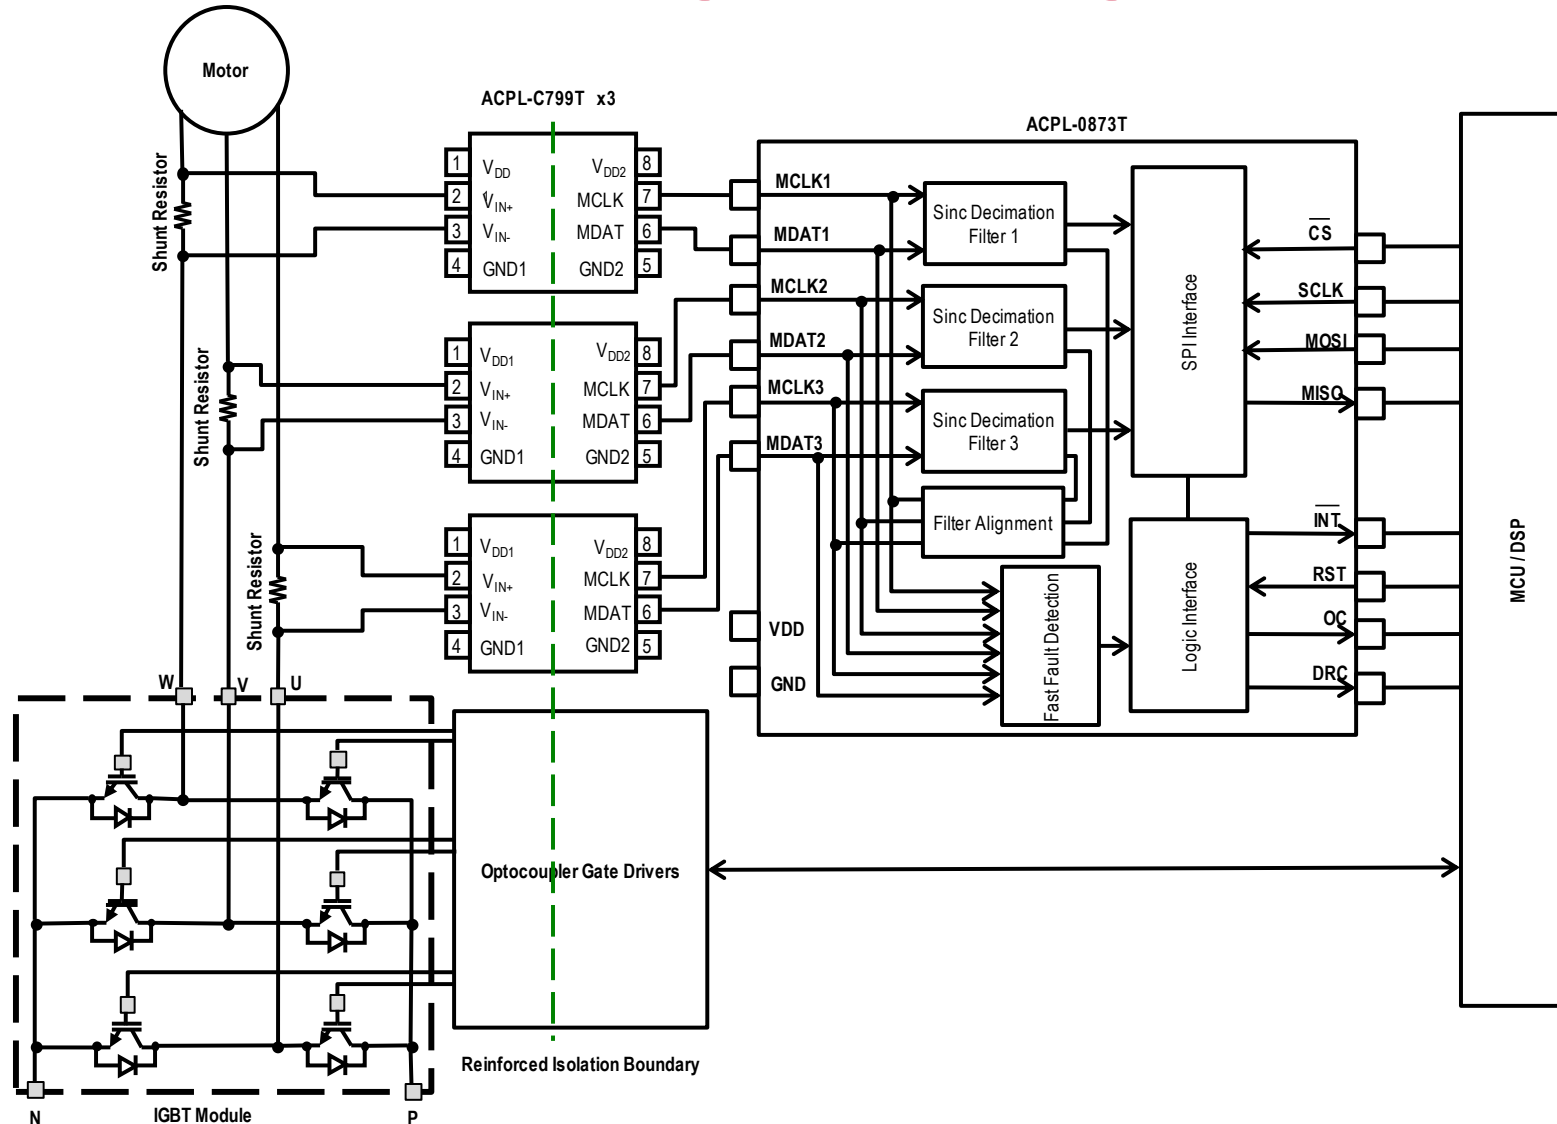 Motor
ACPL-C799T x3
ACPL-0873T
Shunt Resistor
Shunt Resistor
Shunt Resistor
1 VDD VDD2 8
2 VIN+ MCLK 7
3 VIN- MDAT 6
4 GND1 GND2 5
1 VDD1 VDD2 8
2 VIN+ MCLK 7
3 VIN- MDAT 6
4 GND1 GND2 5
1 VDD1 VDD2 8
2 VIN+ MCLK 7
3 VIN- MDAT 6
4 GND1 GND2 5
MCLK1
MDAT1
MCLK2
MDAT2
MCLK3
MDAT3
VDD
GND
Sinc Decimation
Filter 1
Sinc Decimation
Filter 2
Sinc Decimation
Filter 3
Filter Alignment
Fast Fault Detection
SPI Interface
Logic Interface
CS
SCLK
MOSI
MISO
INT
RST
OC
DRC
MCU / DSP
W
V
U
Optocoupler Gate Drivers
Reinforced Isolation Boundary
N
IGBT Module
P